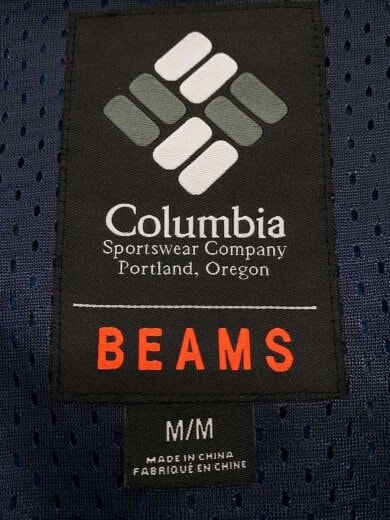 Columbia
Sportswear Company
Portland, Oregon
BEAMS
M/M
MADE IN CHINA
FABRIQUÉ EN CHINE